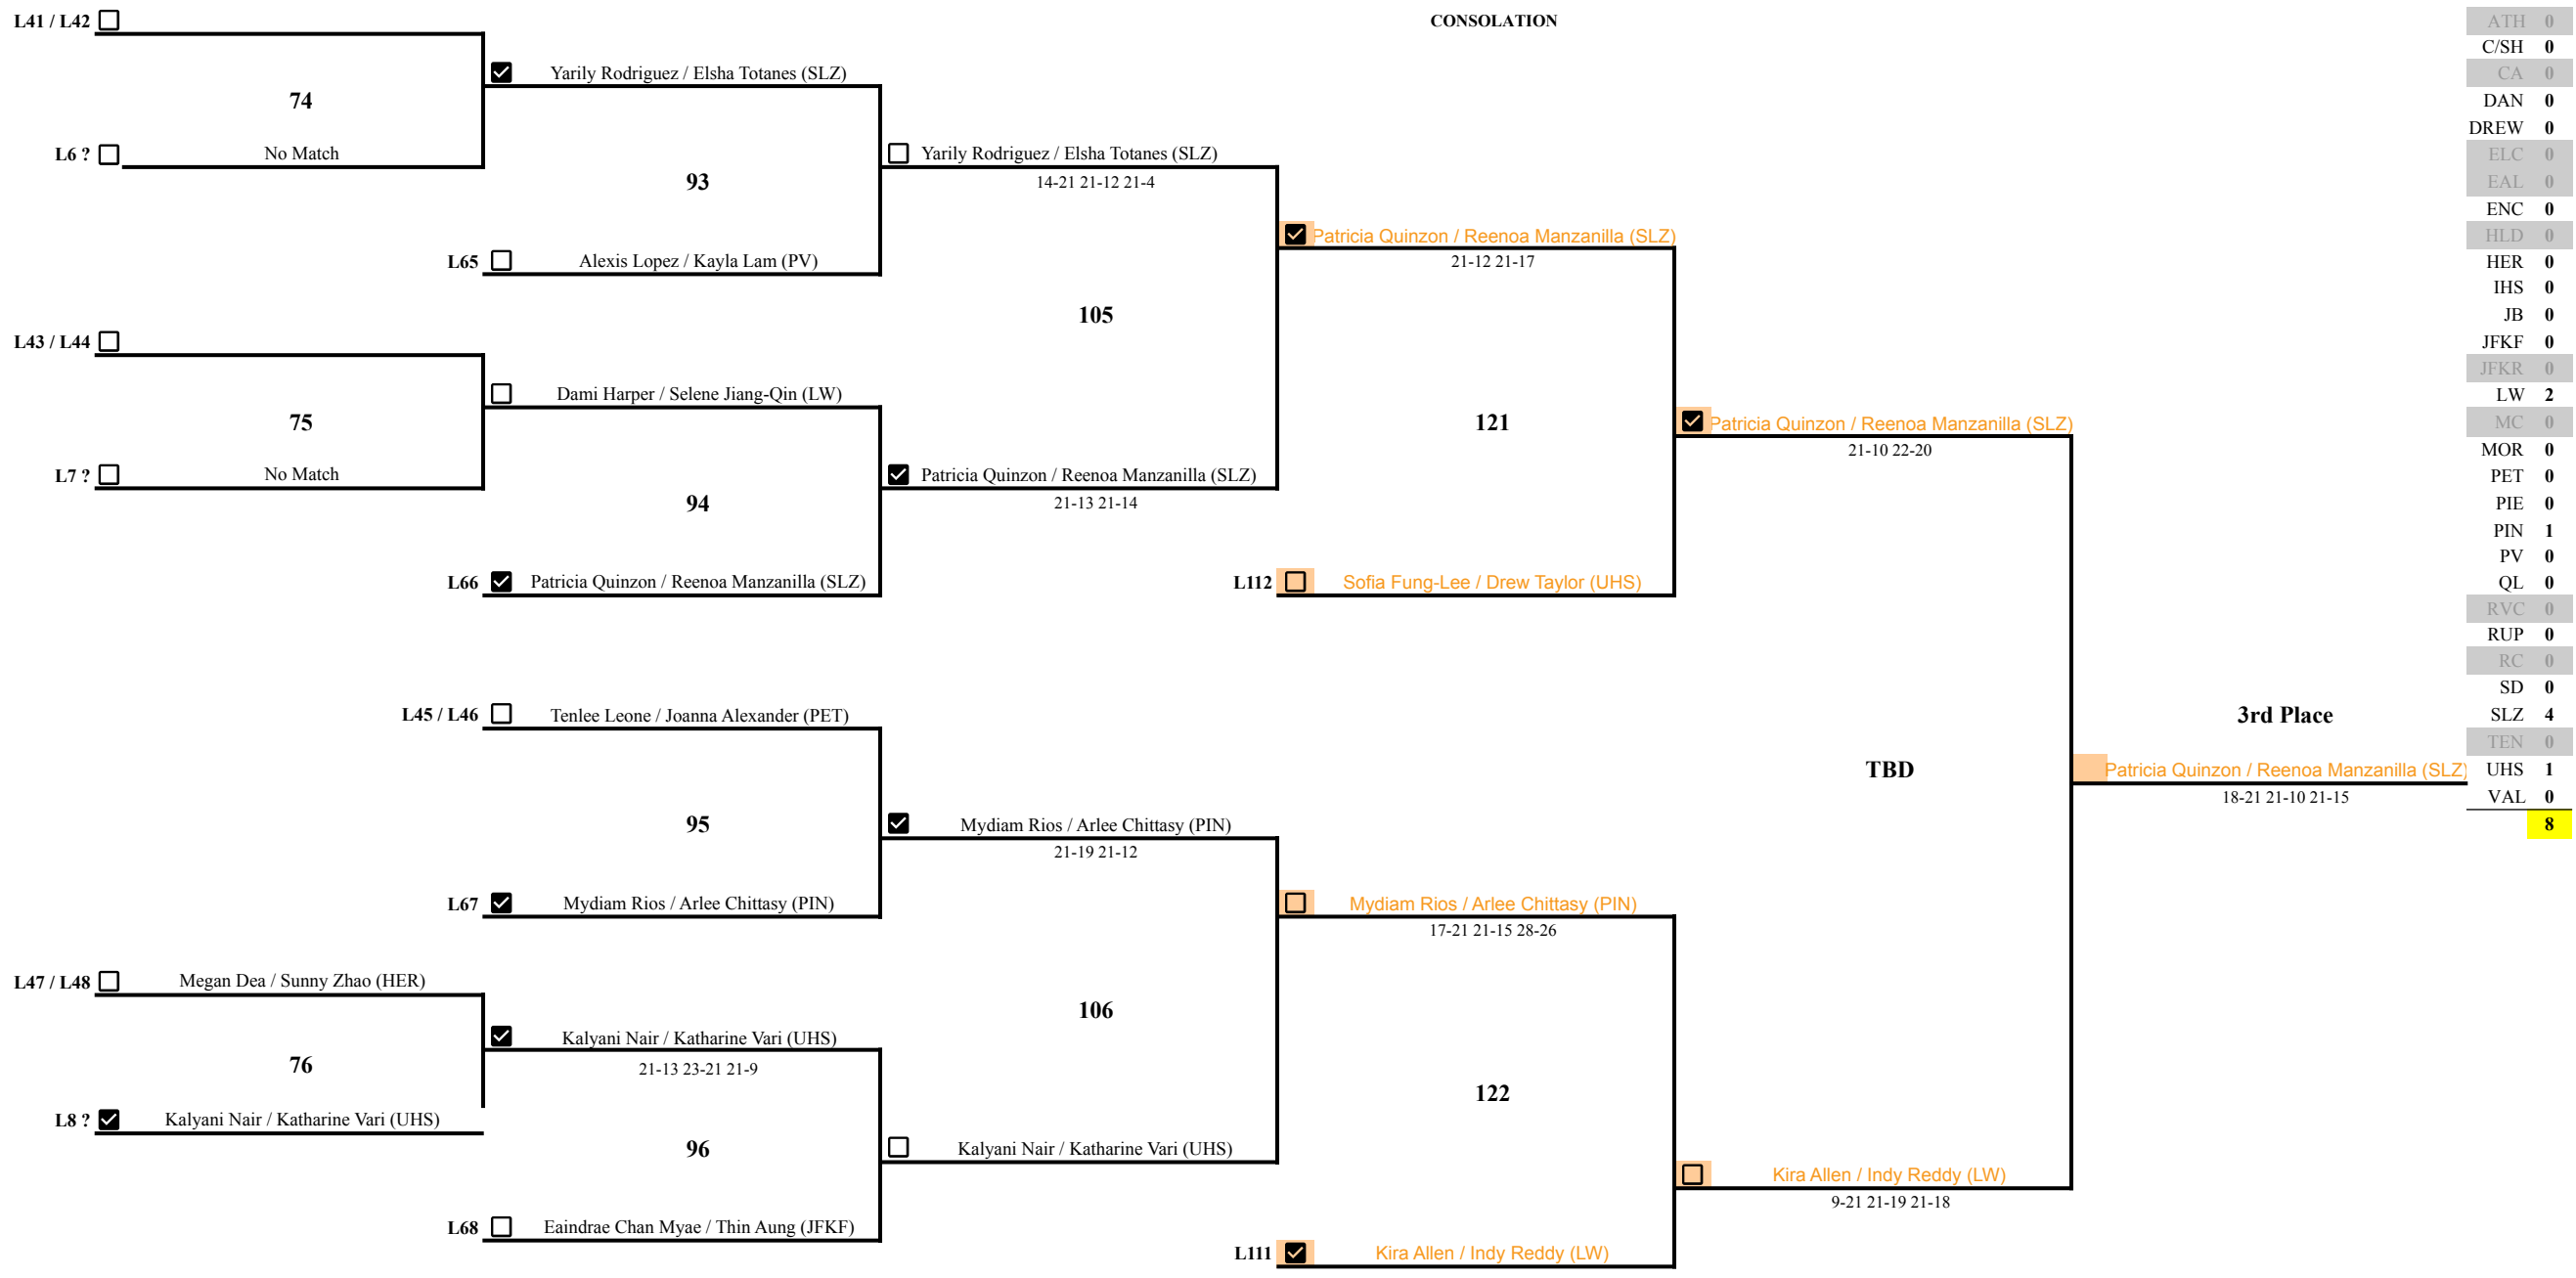 CONSOLATION
L41 / L42
Yarily Rodriguez / Elsha Totanes (SLZ)
74
L6 ?
No Match
Yarily Rodriguez / Elsha Totanes (SLZ)
14-21 21-12 21-4
93
Patricia Quinzon / Reenoa Manzanilla (SLZ)
21-12 21-17
L65
Alexis Lopez / Kayla Lam (PV)
105
L43 / L44
Dami Harper / Selene Jiang-Qin (LW)
75
121
Patricia Quinzon / Reenoa Manzanilla (SLZ)
21-10 22-20
L7 ?
No Match
Patricia Quinzon / Reenoa Manzanilla (SLZ)
21-13 21-14
94
L66
Patricia Quinzon / Reenoa Manzanilla (SLZ)
L112
Sofia Fung-Lee / Drew Taylor (UHS)
L45 / L46
Tenlee Leone / Joanna Alexander (PET)
3rd Place
TBD
Patricia Quinzon / Reenoa Manzanilla (SLZ)
18-21 21-10 21-15
95
Mydiam Rios / Arlee Chittasy (PIN)
21-19 21-12
L67
Mydiam Rios / Arlee Chittasy (PIN)
Mydiam Rios / Arlee Chittasy (PIN)
17-21 21-15 28-26
L47 / L48
Megan Dea / Sunny Zhao (HER)
106
Kalyani Nair / Katharine Vari (UHS)
21-13 23-21 21-9
76
122
L8 ?
Kalyani Nair / Katharine Vari (UHS)
96
Kalyani Nair / Katharine Vari (UHS)
Kira Allen / Indy Reddy (LW)
9-21 21-19 21-18
L68
Eaindrae Chan Myae / Thin Aung (JFKF)
L111
Kira Allen / Indy Reddy (LW)
ATH 0
C/SH 0
CA 0
DAN 0
DREW 0
ELC 0
EAL 0
ENC 0
HLD 0
HER 0
IHS 0
JB 0
JFKF 0
JFKR 0
LW 2
MC 0
MOR 0
PET 0
PIE 0
PIN 1
PV 0
QL 0
RVC 0
RUP 0
RC 0
SD 0
SLZ 4
TEN 0
UHS 1
VAL 0
8